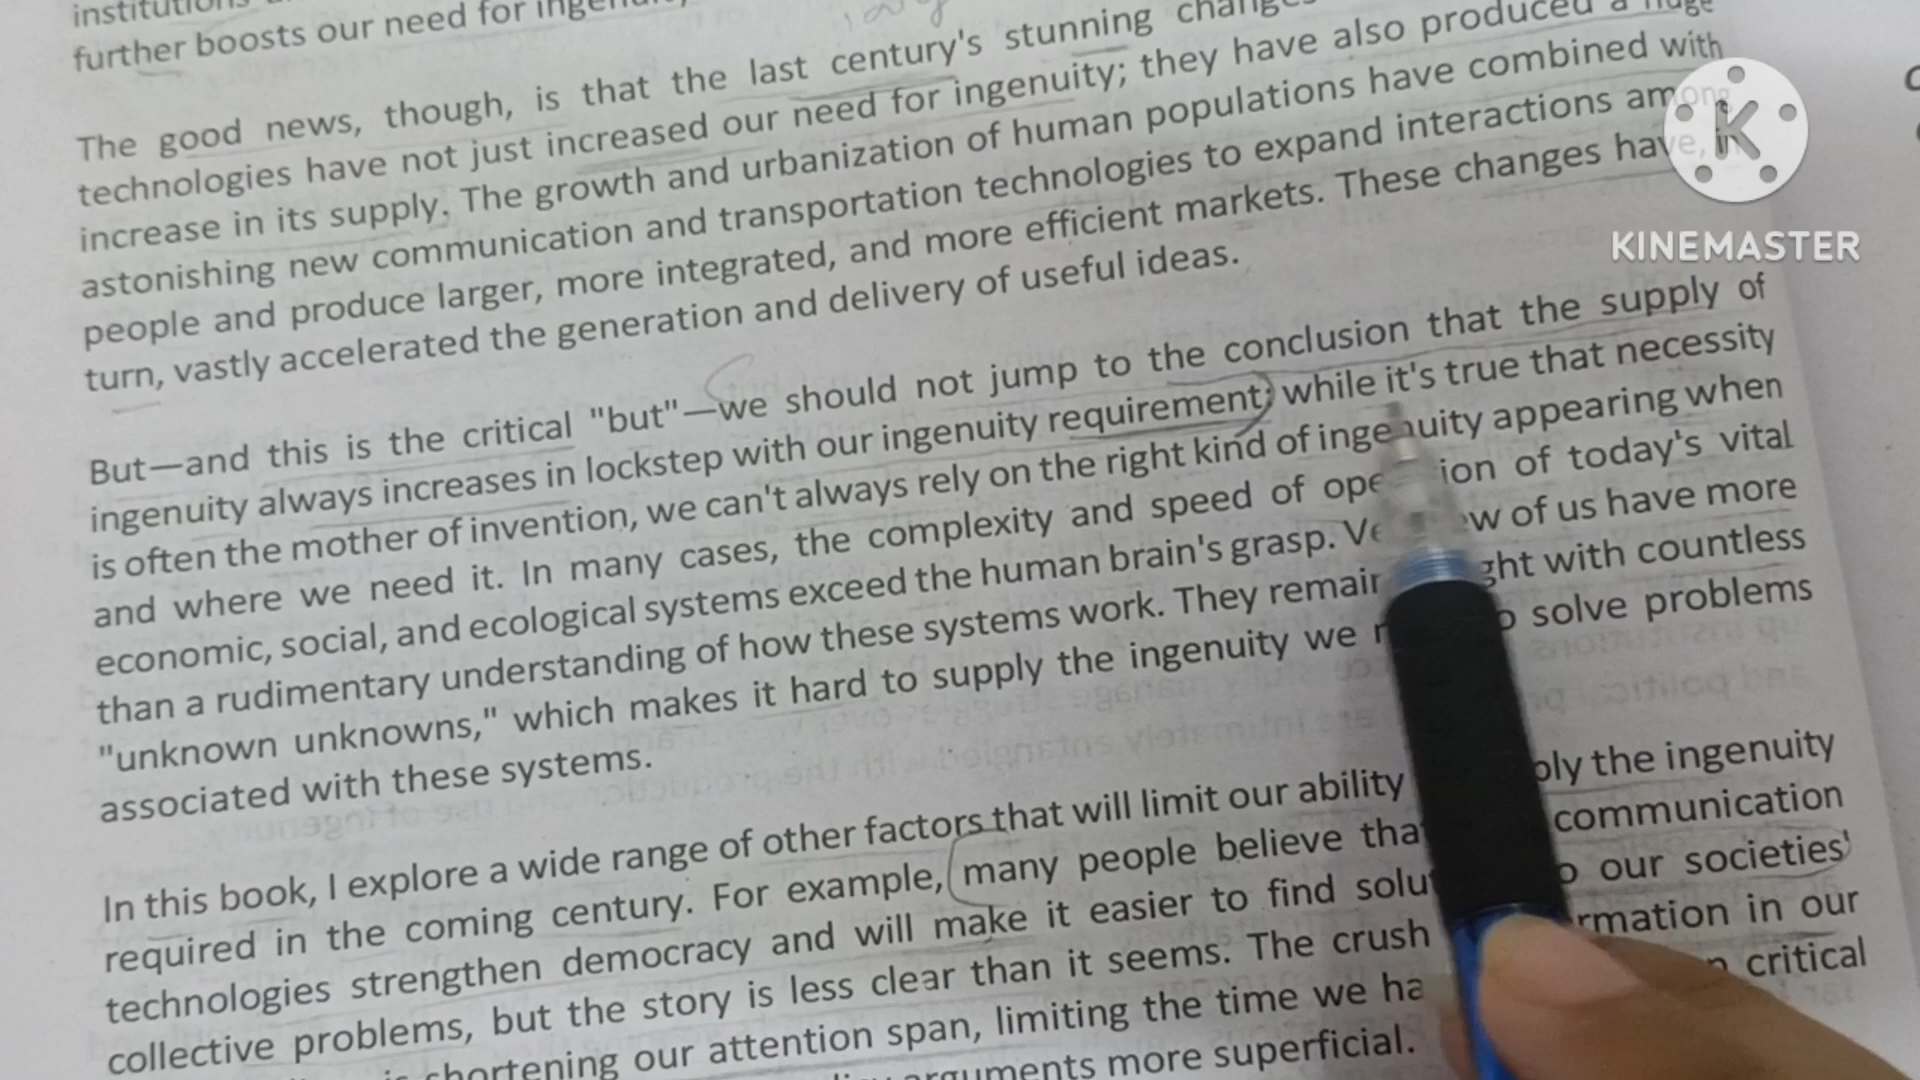 further boosts our need for
The good news, though, is that the last century's stunning
technologies have not just increased our need for ingenuity; they have also produced a huge
increase in its supply. The growth and urbanization of human populations have combined with
astonishing new communication and transportation technologies to expand interactions among
people and produce larger, more integrated, and more efficient markets. These changes have, in
turn, vastly accelerated the generation and delivery of useful ideas.
But—and this is the critical "but"—we should not jump to the conclusion that the supply of
ingenuity always increases in lockstep with our ingenuity requirement; while it's true that necessity
is often the mother of invention, we can't always rely on the right kind of ingenuity appearing when
and where we need it. In many cases, the complexity and speed of operation of today's vital
economic, social, and ecological systems exceed the human brain's grasp. Very few of us have more
than a rudimentary understanding of how these systems work. They remain with countless
"unknown unknowns," which makes it hard to supply the ingenuity we solve problems
associated with these systems.
In this book, I explore a wide range of other factors that will limit our ability the ingenuity
required in the coming century. For example, many people believe that communication
technologies strengthen democracy and will make it easier to find our societies'
collective problems, but the story is less clear than it seems. The crush in our
shortening our attention span, limiting the time we critical
arguments more superficial.
K
KINEMASTER